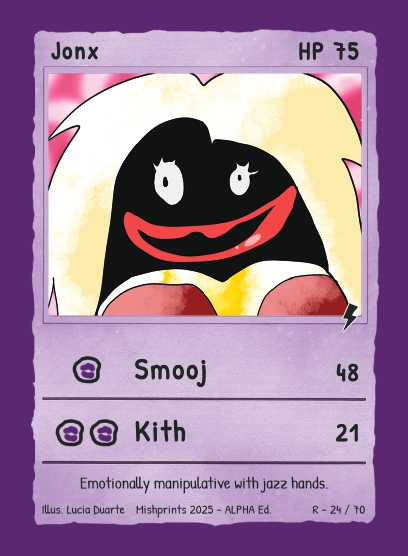 Jonx HP 75
Smooj 48
Kith 21
Emotionally manipulative with jazz hands.
Illus. Lucia Duarte Mishprints 2025 - ALPHA Ed. R - 24 / 70